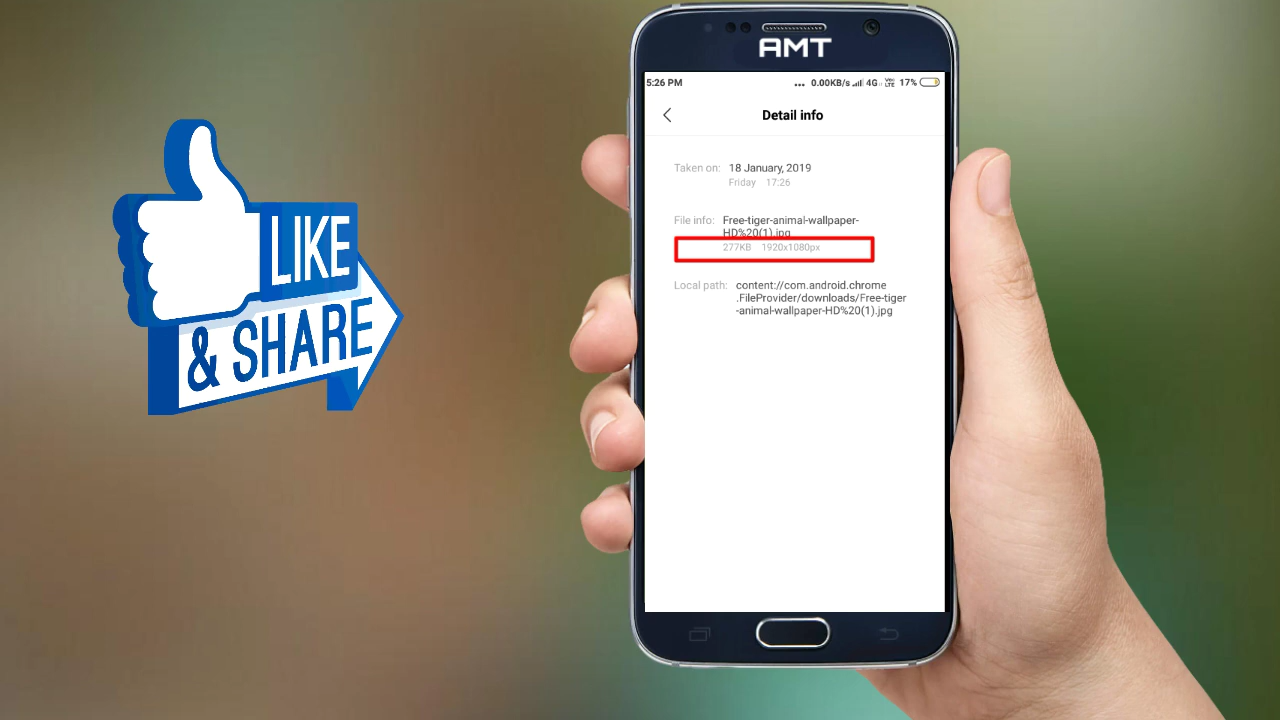 LIKE
& SHARE
AMT
5:26 PM ... 0.00KB/s 4G Vo LTE 17%
Detail info
Taken on: 18 January, 2019
Friday 17:26
File info: Free-tiger-animal-wallpaper-
HD%20(1).jpg
277KB 1920x1080px
Local path: content://com.android.chrome
.FileProvider/downloads/Free-tiger
-animal-wallpaper-HD%20(1).jpg